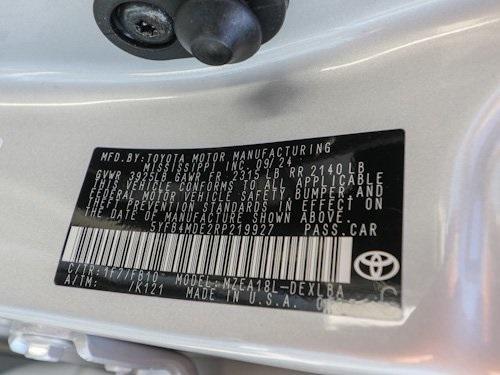 MFD.BY:TOYOTA MOTOR MANUFACTURING
MISSISSIPPI INC. 09/24
GVWR 3925LB GAWR FR 2315 LB RR 2140 LB
THIS VEHICLE CONFORMS TO ALL APPLICABLE
FEDERAL MOTOR VEHICLE SAFETY, BUMPER AND
THEFT PREVENTION STANDARDS IN EFFECT ON
THE DATE OF MANUFACTURE SHOWN ABOVE.
5YFB4MDE2RP219927 PASS.CAR
C/TR:1F7/FB10 MODEL:MZEA18L-DEXLBA
A/TM: /K121 MADE IN U.S.A.
TOYOTA